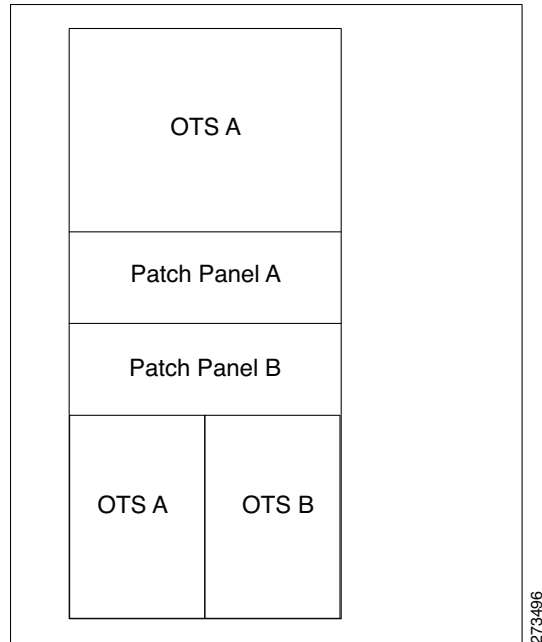 OTS A
Patch Panel A
Patch Panel B
OTS A
OTS B
273496